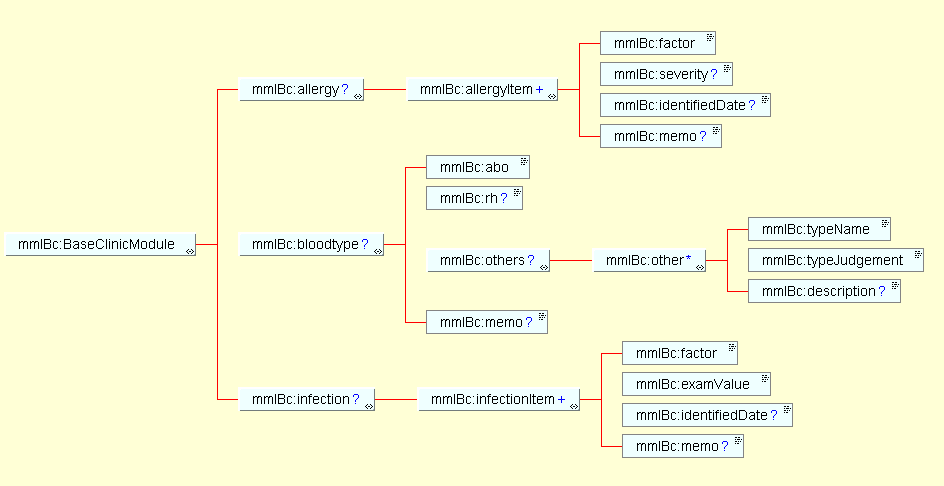 mmlBc:factor
mmlBc:severity?
mmlBc:allergy?
mmlBc:allergyItem+
mmlBc:identifiedDate?
mmlBc:memo?
mmlBc:abo
mmlBc:rh?
mmlBc:typeName
mmlBc:BaseClinicModule
mmlBc:bloodtype?
mmlBc:others?
mmlBc:other*
mmlBc:typeJudgement
mmlBc:description?
mmlBc:memo?
mmlBc:factor
mmlBc:examValue
mmlBc:infection?
mmlBc:infectionItem+
mmlBc:identifiedDate?
mmlBc:memo?